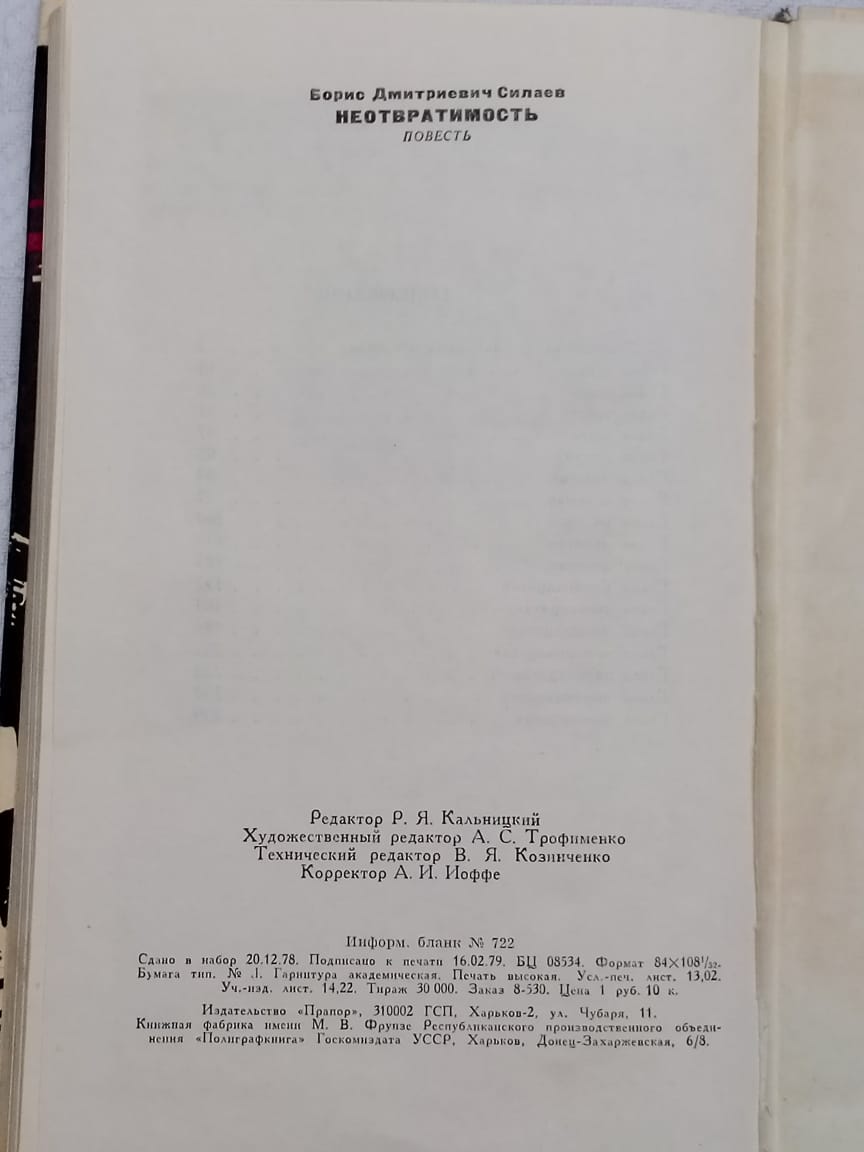 Борис Дмитриевич Силаев
НЕОТВРАТИМОСТЬ
ПОВЕСТЬ
Редактор Р. Я. Кальницкий
Художественный редактор А. С. Трофименко
Технический редактор В. Я. Козинченко
Корректор А. И. Иоффе
Информ. бланк № 722
Сдано в набор 20.12.78. Подписано к печати 16.02.79. БЦ 08534. Формат 84×108¹/₃₂.
Бумага тип. № 1. Гарнитура академическая. Печать высокая. Усл.-печ. лист. 13,02.
Уч.-изд. лист. 14,22. Тираж 30 000. Заказ 8-530. Цена 1 руб. 10 к.
Издательство «Прапор», 310002 ГСП, Харьков-2, ул. Чубаря, 11.
Книжная фабрика имени М. В. Фрунзе Республиканского производственного объеди-
нения «Полиграфкнига» Госкомиздата УССР, Харьков, Донец-Захаржевская, 6/8.